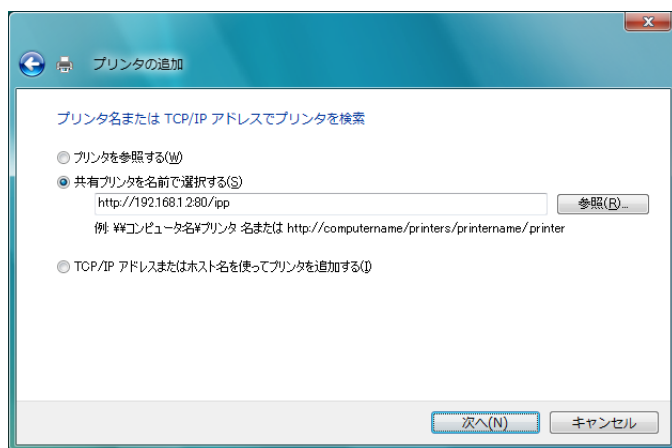 プリンタの追加
プリンタ名または TCP/IP アドレスでプリンタを検索
プリンタを参照する(W)
共有プリンタを名前で選択する(S)
http://192.168.1.2:80/ipp
参照(R)...
例: ¥¥コンピュータ名¥プリンタ 名または http://computername/printers/printername/.printer
TCP/IP アドレスまたはホスト名を使ってプリンタを追加する(I)
次へ(N)
キャンセル